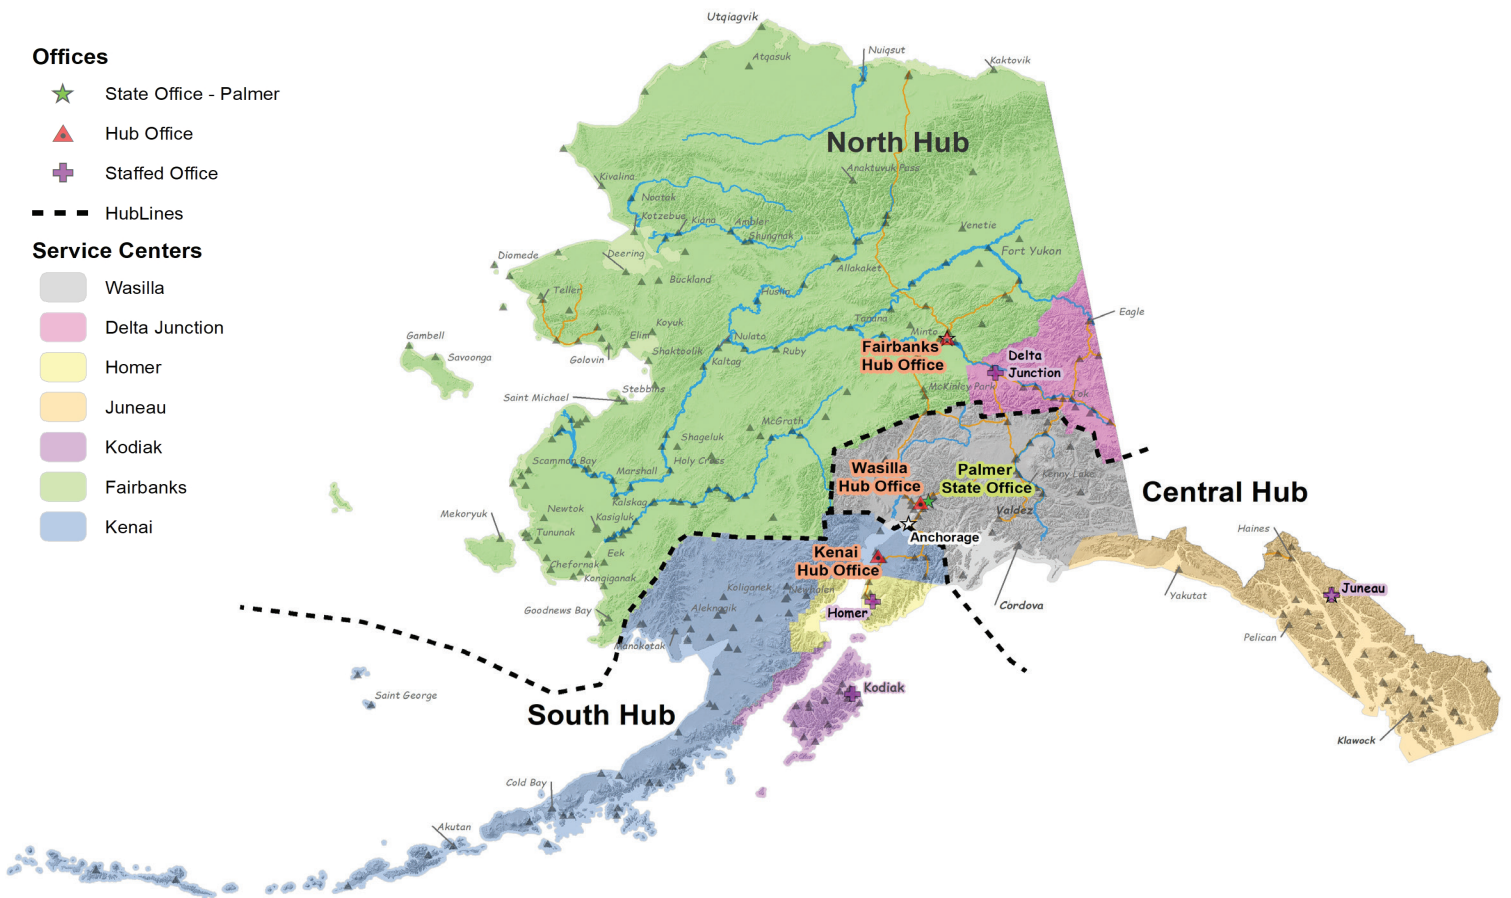 Offices
State Office - Palmer
Hub Office
Staffed Office
HubLines
Service Centers
Wasilla
Delta Junction
Homer
Juneau
Kodiak
Fairbanks
Kenai
Utqiagvik
Atqasuk
Nuiqsut
Kaktovik
North Hub
Anaktuvuk Pass
Kivalina
Noatak
Kotzebue
Kiana
Ambler
Shungnak
Venetie
Fort Yukon
Diomede
Deering
Buckland
Allakaket
Teller
Huslia
Eagle
Tanana
Minto
Koyuk
Elim
Nulato
Gambell
Savoonga
Golovin
Shaktoolik
Kaltag
Ruby
Fairbanks
Hub Office
Delta
Junction
McKinley Park
Tok
Stebbins
Saint Michael
McGrath
Shageluk
Holy Cross
Scammon Bay
Marshall
Wasilla
Hub Office
Palmer
State Office
Kenny Lake
Central Hub
Kalskag
Newtok
Kasigluk
Mekoryuk
Tununak
Valdez
Anchorage
Haines
Eek
Chefornak
Kongiganak
Kenai
Hub Office
Koliganek
Newhalen
Goodnews Bay
Aleknagik
Homer
Cordova
Yakutat
Juneau
Pelican
Manokotak
Saint George
Kodiak
South Hub
Klawock
Cold Bay
Akutan